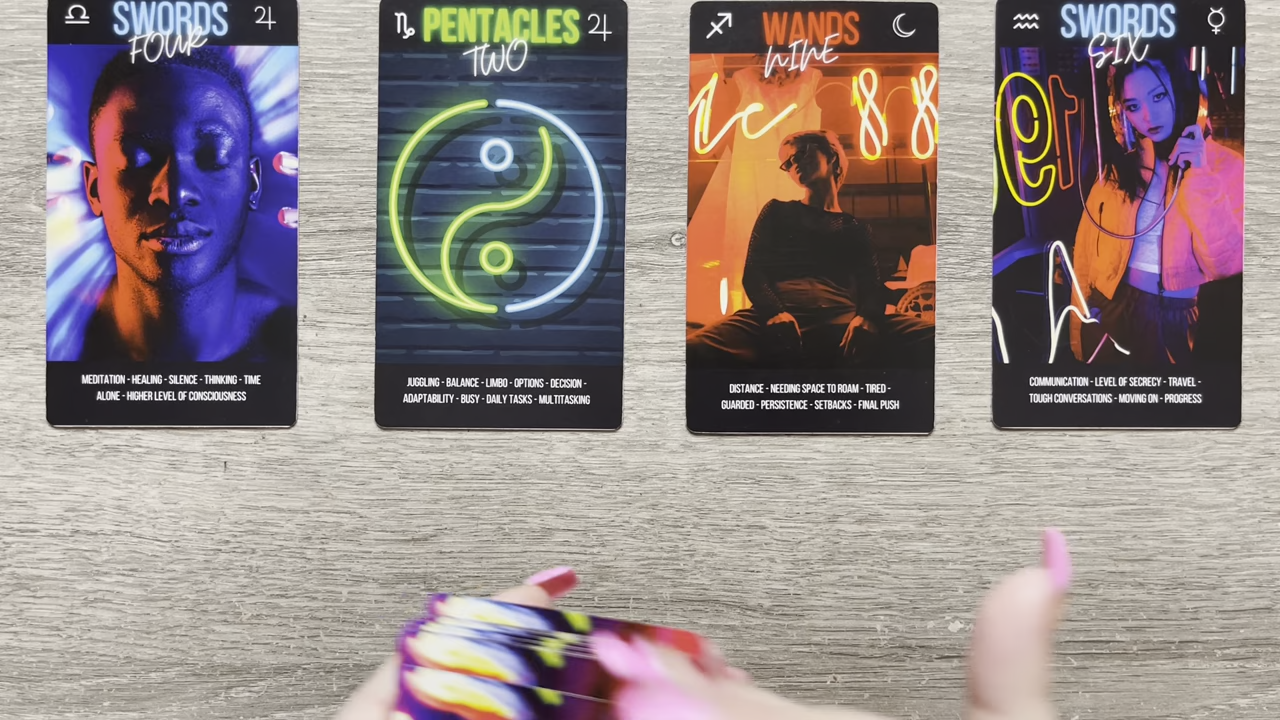 SWORDS
FOUR
MEDITATION - HEALING - SILENCE - THINKING - TIME
ALONE - HIGHER LEVEL OF CONSCIOUSNESS
PENTACLES
TWO
JUGGLING - BALANCE - LIMBO - OPTIONS - DECISION -
ADAPTABILITY - BUSY - DAILY TASKS - MULTITASKING
WANDS
NINE
DISTANCE - NEEDING SPACE TO ROAM - TIRED -
GUARDED - PERSISTENCE - SETBACKS - FINAL PUSH
SWORDS
SIX
COMMUNICATION - LEVEL OF SECRECY - TRAVEL -
TOUGH CONVERSATIONS - MOVING ON - PROGRESS